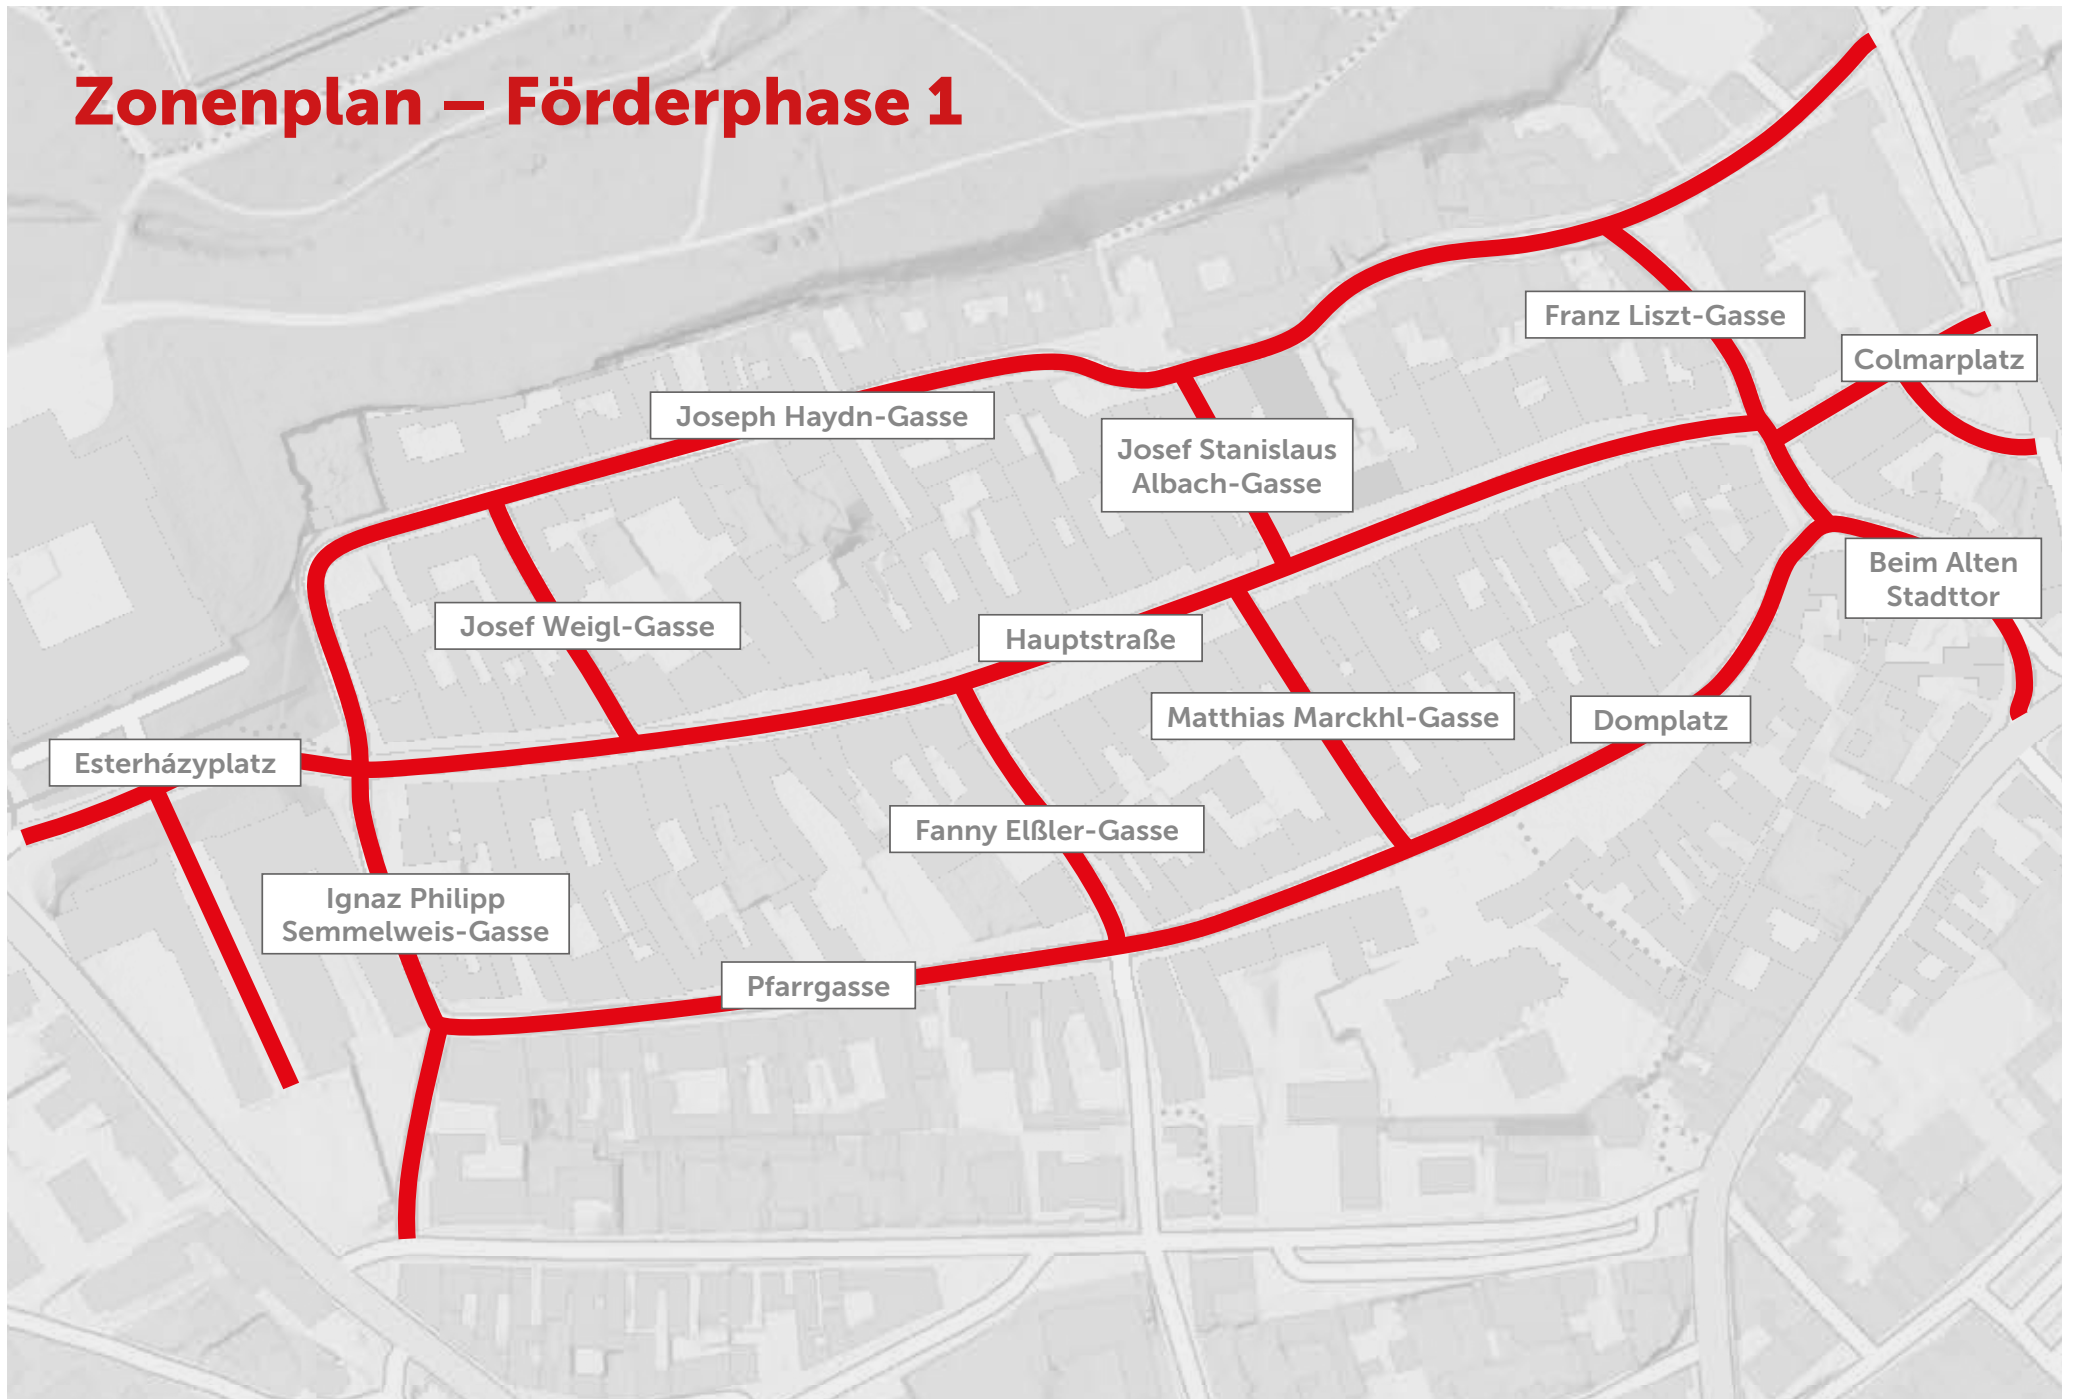 Zonenplan – Förderphase 1
Franz Liszt-Gasse
Colmarplatz
Joseph Haydn-Gasse
Josef Stanislaus
Albach-Gasse
Beim Alten
Stadttor
Josef Weigl-Gasse
Hauptstraße
Matthias Marckhl-Gasse
Domplatz
Esterházyplatz
Fanny Elßler-Gasse
Ignaz Philipp
Semmelweis-Gasse
Pfarrgasse